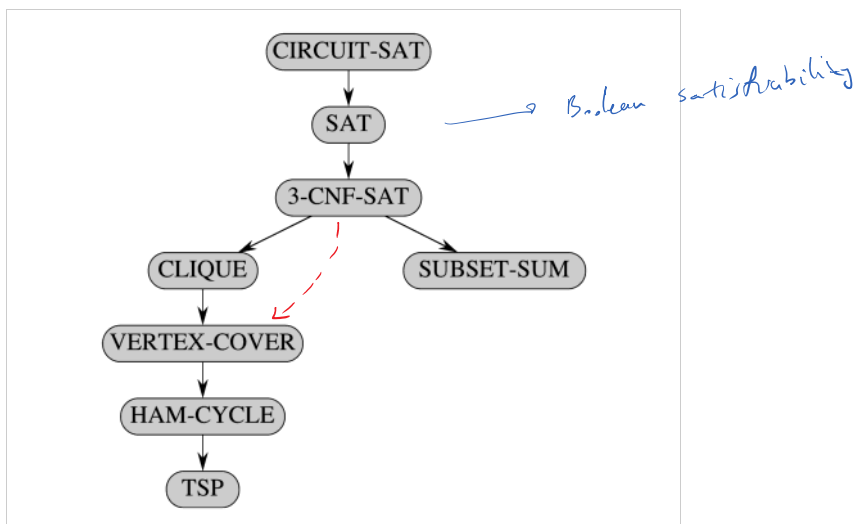 CIRCUIT-SAT
SAT
Boolean satisfiability
3-CNF-SAT
CLIQUE
SUBSET-SUM
VERTEX-COVER
HAM-CYCLE
TSP